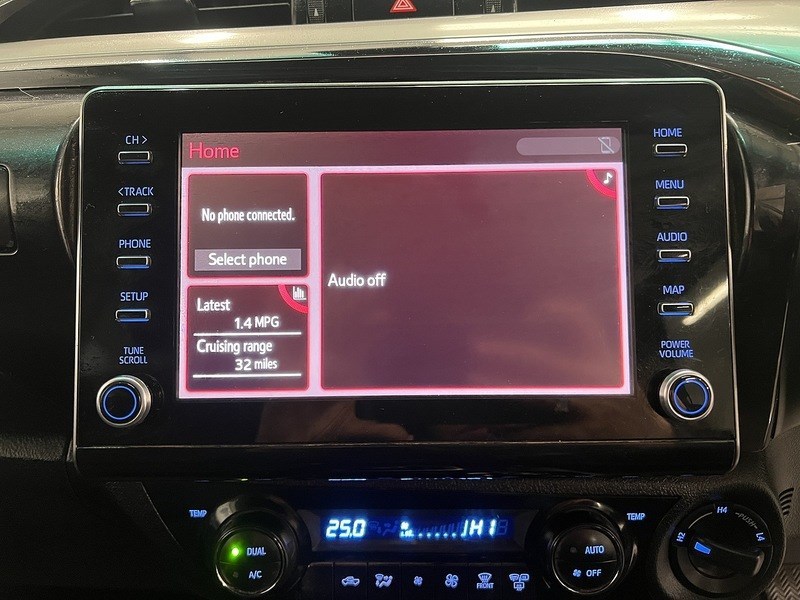 CH >
<TRACK
PHONE
SETUP
TUNE
SCROLL
Home
No phone connected.
Select phone
Latest
1.4 MPG
Cruising range
32 miles
Audio off
HOME
MENU
AUDIO
MAP
POWER
VOLUME
TEMP
DUAL
A/C
25.0
HI
FRONT
TEMP
AUTO
OFF
H2
H4
PUSH
L4